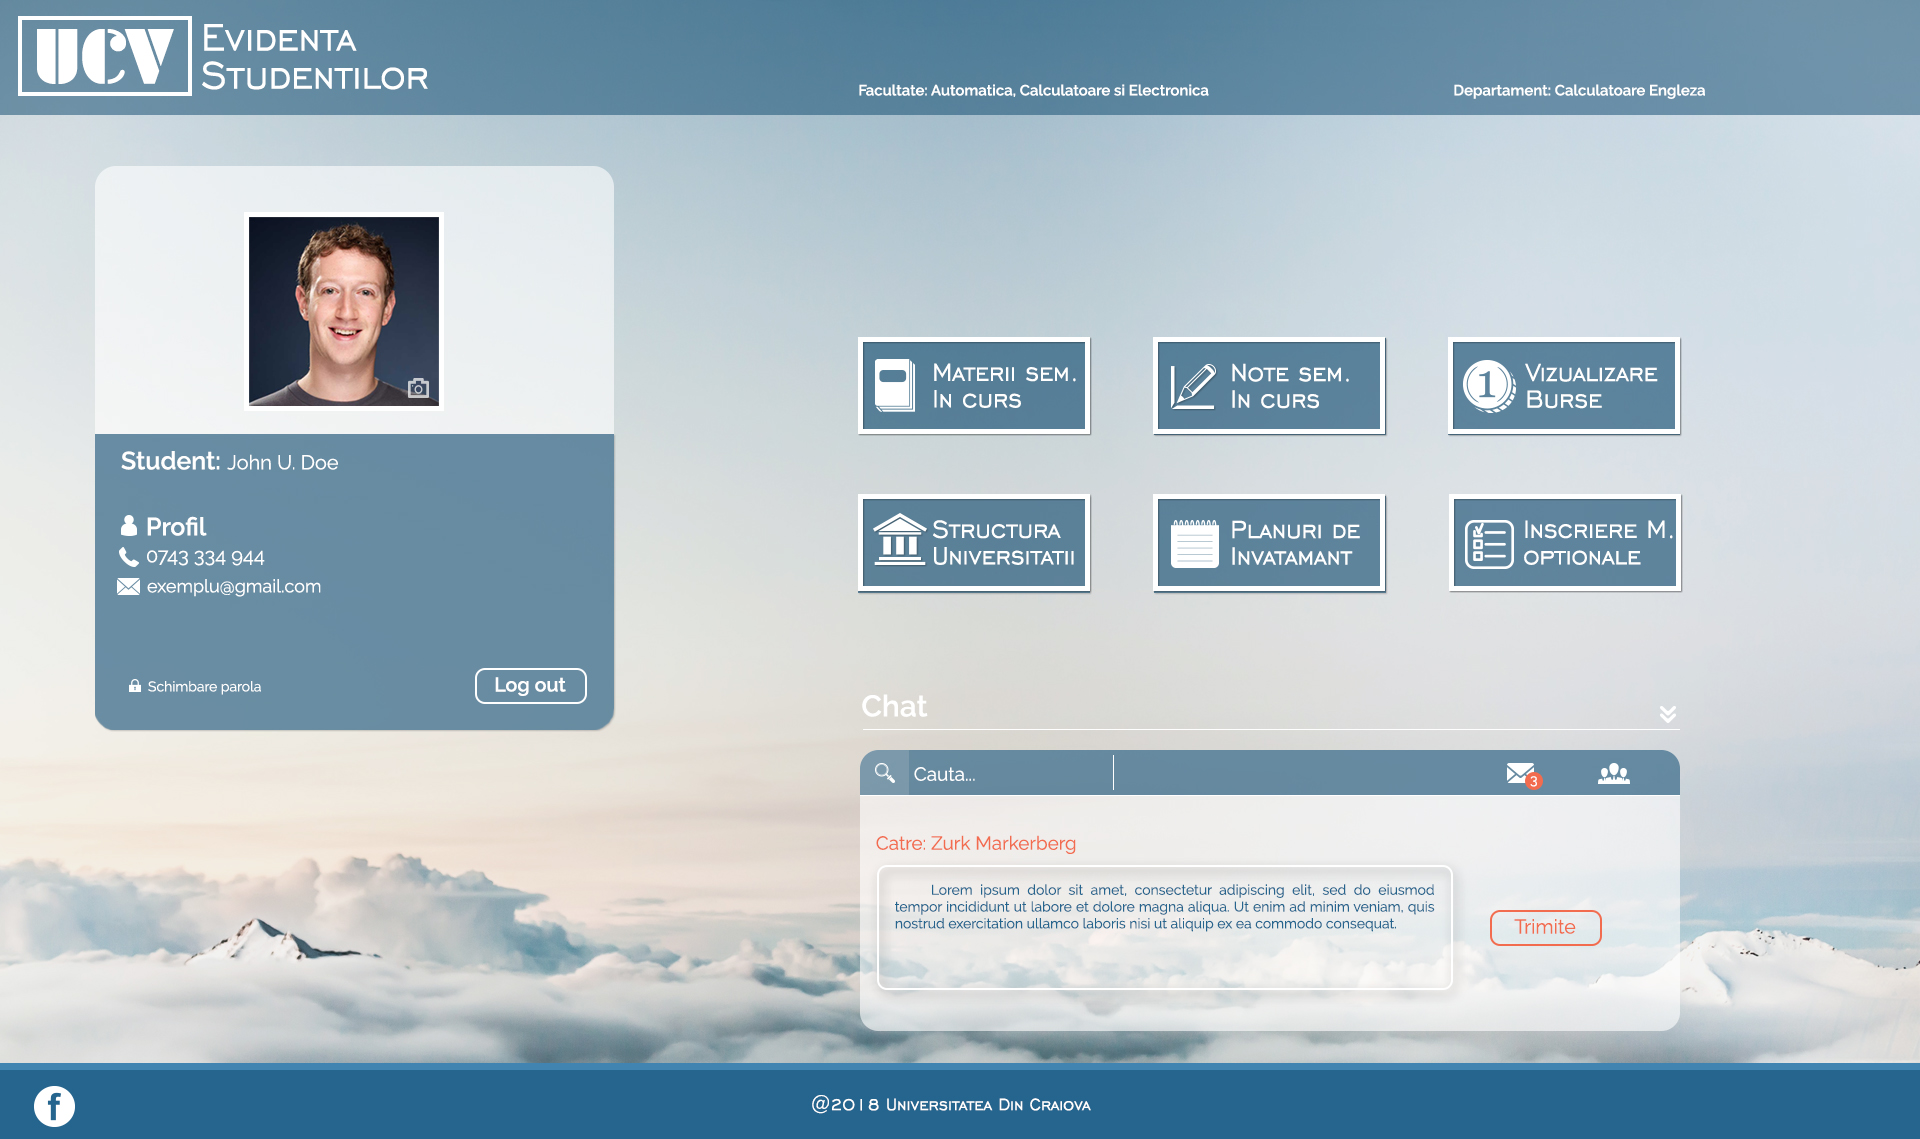 UCV
EVIDENTA
STUDENTILOR
Facultate: Automatica, Calculatoare si Electronica
Departament: Calculatoare Engleza
Student: John U. Doe
Profil
0743 334 944
exemplu@gmail.com
Schimbare parola
Log out
MATERII SEM.
IN CURS
NOTE SEM.
IN CURS
1
VIZUALIZARE
BURSE
STRUCTURA
UNIVERSITATII
PLANURI DE
INVATAMANT
INSCRIERE M.
OPTIONALE
Chat
Cauta...
3
Catre: Zurk Markerberg
Lorem ipsum dolor sit amet, consectetur adipiscing elit, sed do eiusmod
tempor incididunt ut labore et dolore magna aliqua. Ut enim ad minim veniam, quis
nostrud exercitation ullamco laboris nisi ut aliquip ex ea commodo consequat.
Trimite
f
@2018 UNIVERSITATEA DIN CRAIOVA